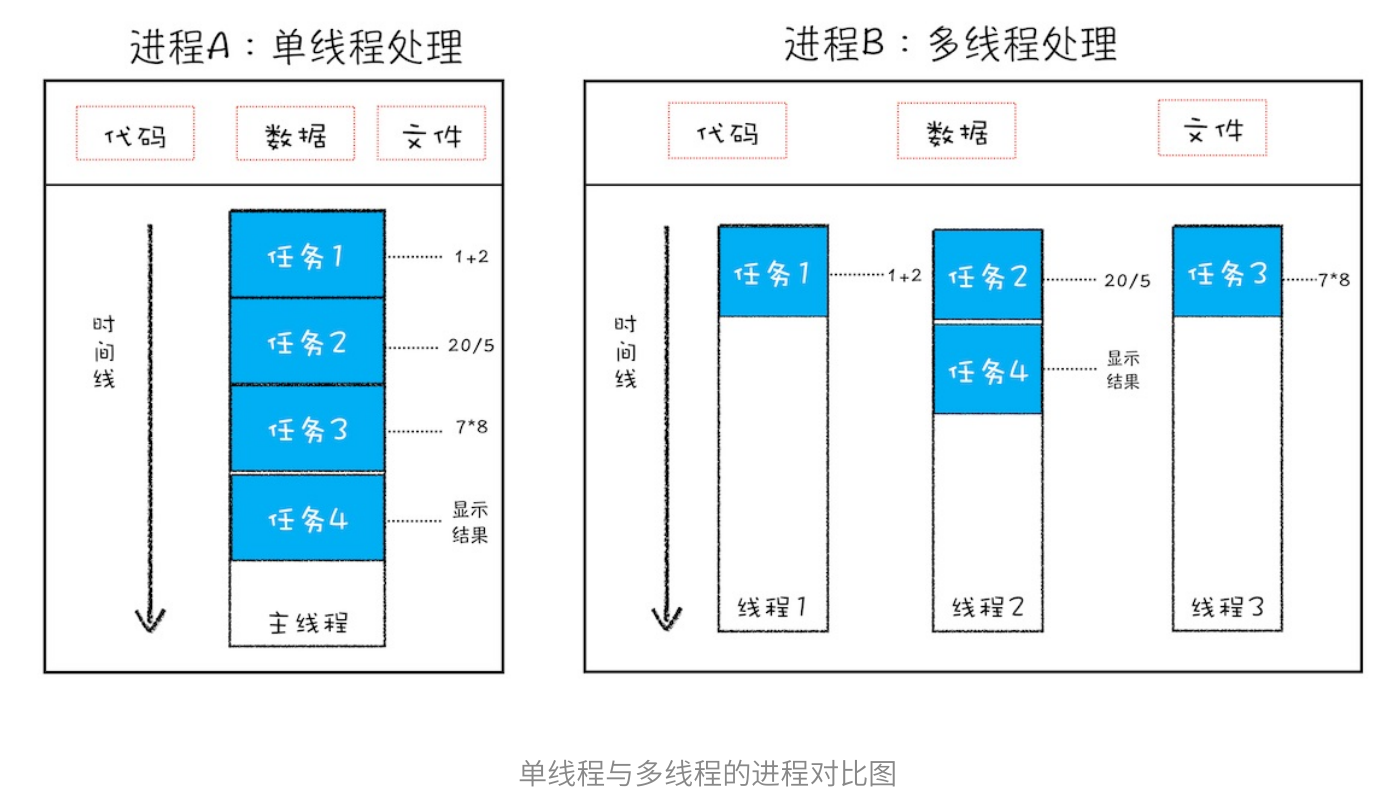 进程A：单线程处理
代码
数据
文件
时
间
线
任务1
1+2
任务2
20/5
任务3
7*8
任务4
显示
结果
主线程
进程B：多线程处理
代码
数据
文件
时
间
线
任务1
1+2
任务2
20/5
任务3
7*8
任务4
显示
结果
线程1
线程2
线程3
单线程与多线程的进程对比图